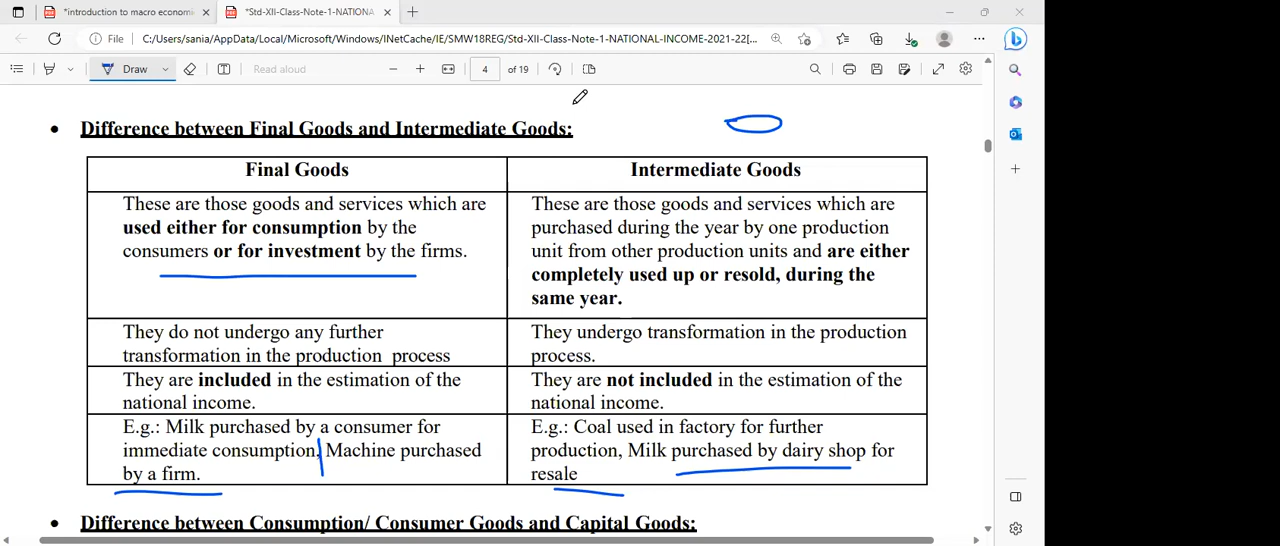 *introduction to macro economi
*Std-XII-Class-Note-1-NATIONAL
File
C:/Users/sania/AppData/Local/Microsoft/Windows/INetCache/IE/SMW18REG/Std-XII-Class-Note-1-NATIONAL-INCOME-2021-22[...
Draw
Read aloud
4
of 19
• Difference between Final Goods and Intermediate Goods:
Final Goods
These are those goods and services which are
used either for consumption by the
consumers or for investment by the firms.
Intermediate Goods
These are those goods and services which are
purchased during the year by one production
unit from other production units and are either
completely used up or resold, during the
same year.
They do not undergo any further
transformation in the production process
They undergo transformation in the production
process.
They are included in the estimation of the
national income.
They are not included in the estimation of the
national income.
E.g.: Milk purchased by a consumer for
immediate consumption, Machine purchased
by a firm.
E.g.: Coal used in factory for further
production, Milk purchased by dairy shop for
resale
• Difference between Consumption/ Consumer Goods and Capital Goods: